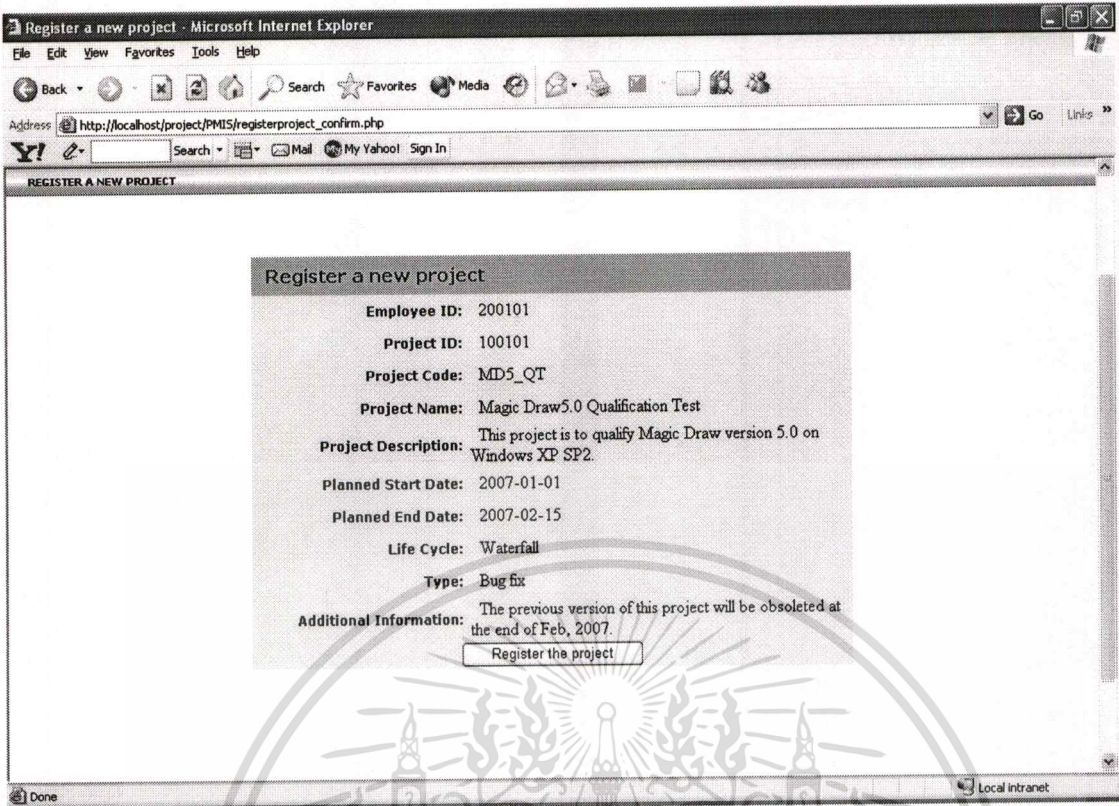 Register a new project - Microsoft Internet Explorer
File Edit View Favorites Tools Help
Back Search Favorites Media
Address http://localhost/project/PMIS/registerproject_confirm.php Go Links »
Y! Search Mail My Yahoo! Sign In
REGISTER A NEW PROJECT
Register a new project
Employee ID: 200101
Project ID: 100101
Project Code: MD5_QT
Project Name: Magic Draw5.0 Qualification Test
Project Description: This project is to qualify Magic Draw version 5.0 on
Windows XP SP2.
Planned Start Date: 2007-01-01
Planned End Date: 2007-02-15
Life Cycle: Waterfall
Type: Bug fix
Additional Information: The previous version of this project will be obsoleted at
the end of Feb, 2007.
Register the project
Done Local intranet